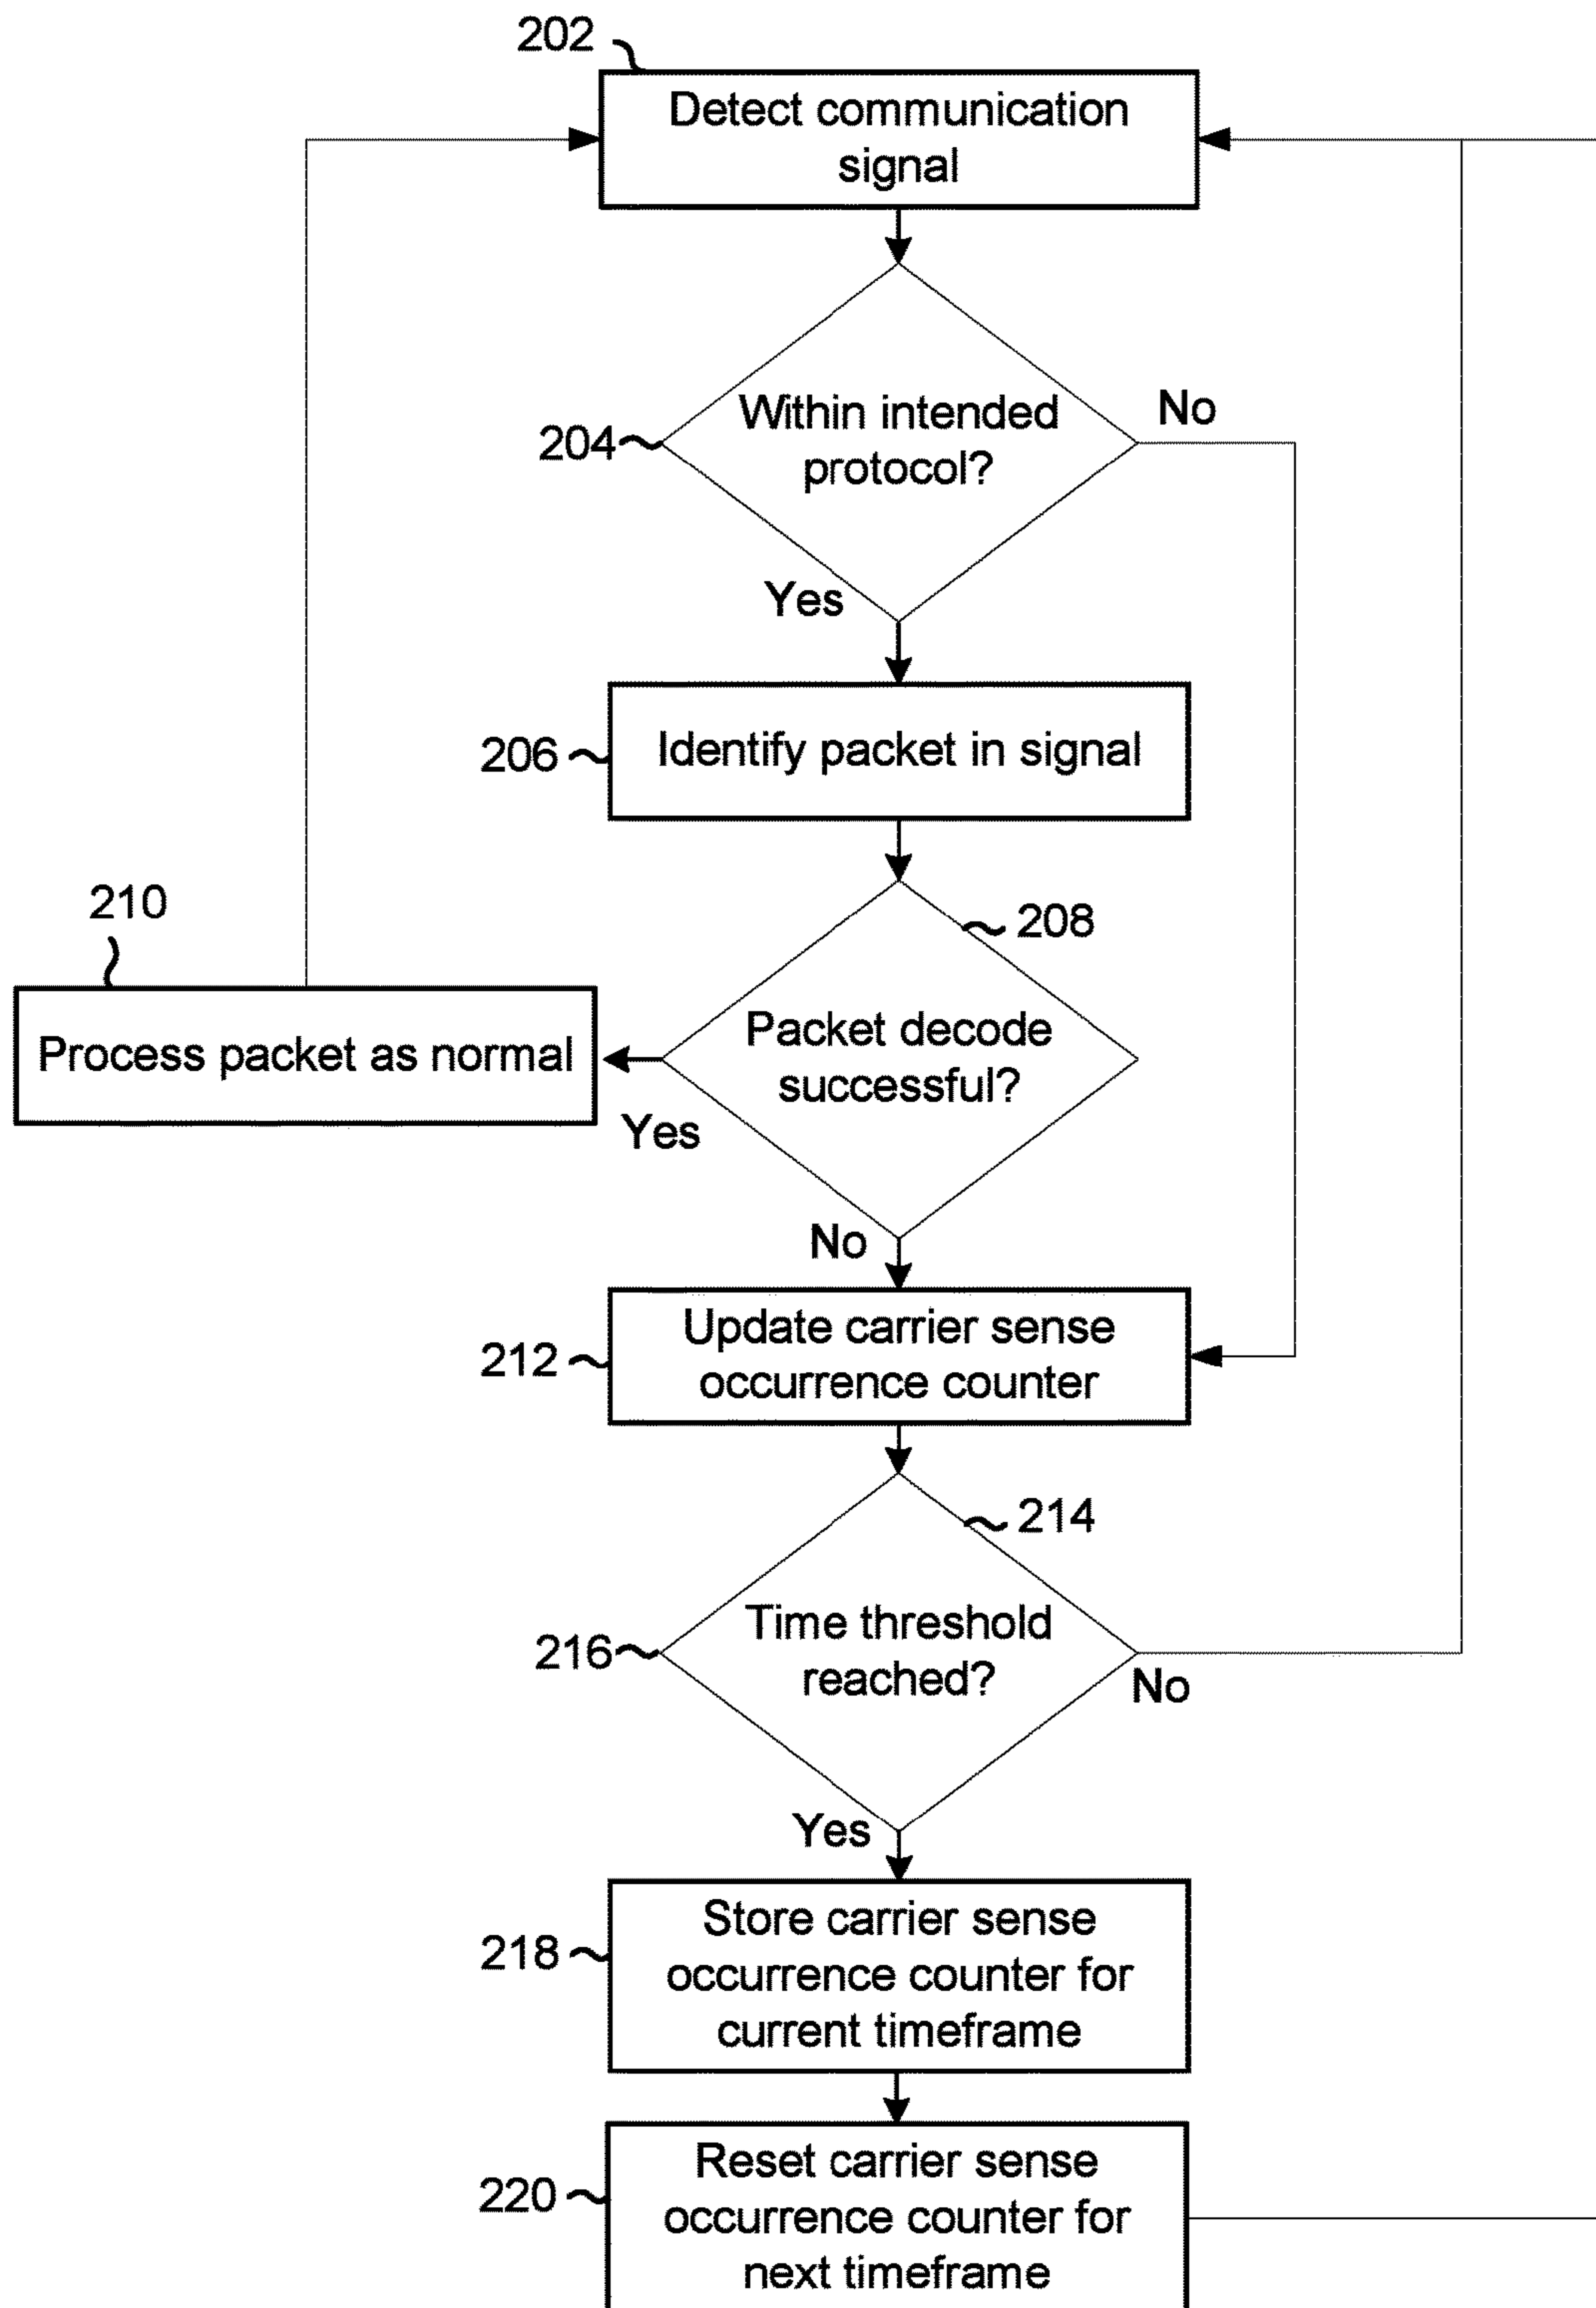 202
Detect communication
signal
204
Within intended
protocol?
No
Yes
206
Identify packet in signal
210
208
Process packet as normal
Packet decode
successful?
Yes
No
212
Update carrier sense
occurrence counter
214
216
Time threshold
reached?
No
Yes
218
Store carrier sense
occurrence counter for
current timeframe
220
Reset carrier sense
occurrence counter for
next timeframe